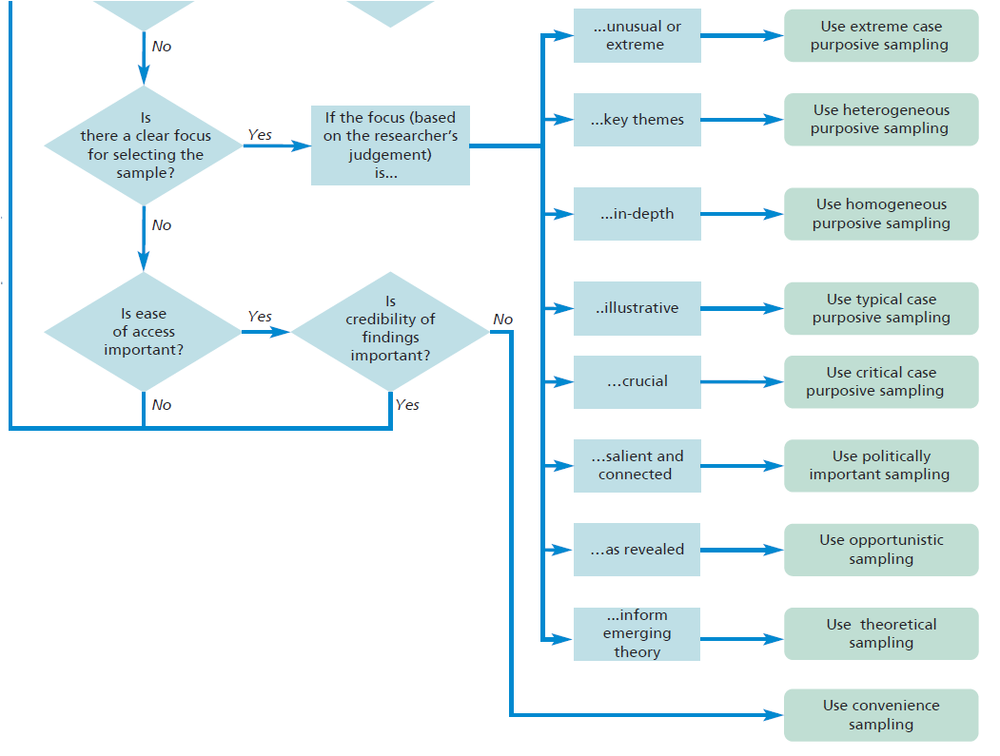 No
Is
there a clear focus
for selecting the
sample?
Yes
If the focus (based
on the researcher's
judgement)
is...
...unusual or
extreme
Use extreme case
purposive sampling
...key themes
Use heterogeneous
purposive sampling
...in-depth
Use homogeneous
purposive sampling
No
Is ease
of access
important?
Yes
Is
credibility of
findings
important?
No
..illustrative
Use typical case
purposive sampling
...crucial
Use critical case
purposive sampling
No
Yes
...salient and
connected
Use politically
important sampling
...as revealed
Use opportunistic
sampling
...inform
emerging
theory
Use theoretical
sampling
Use convenience
sampling